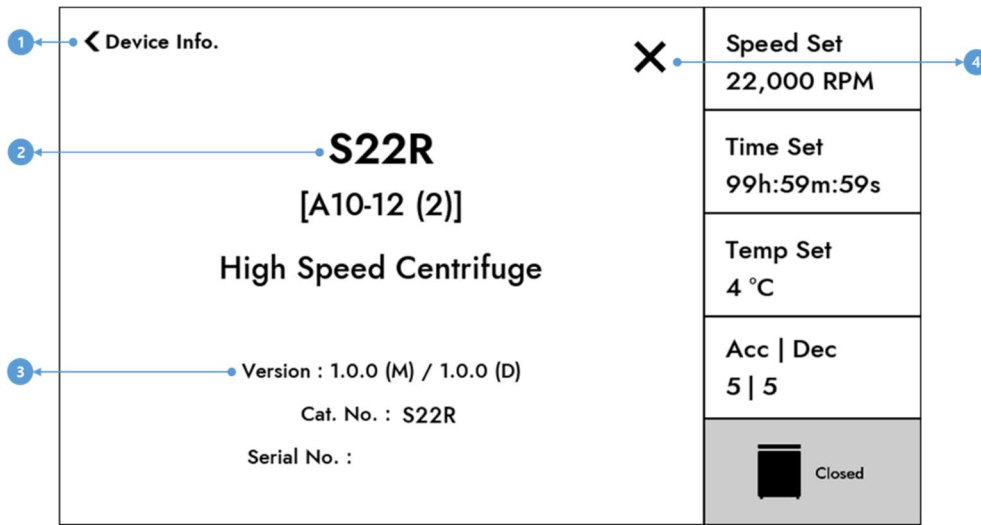 1
Device Info.
4
2
S22R
[A10-12 (2)]
High Speed Centrifuge
3
Version : 1.0.0 (M) / 1.0.0 (D)
Cat. No. : S22R
Serial No. :
Speed Set
22,000 RPM
Time Set
99h:59m:59s
Temp Set
4 °C
Acc | Dec
5 | 5
Closed